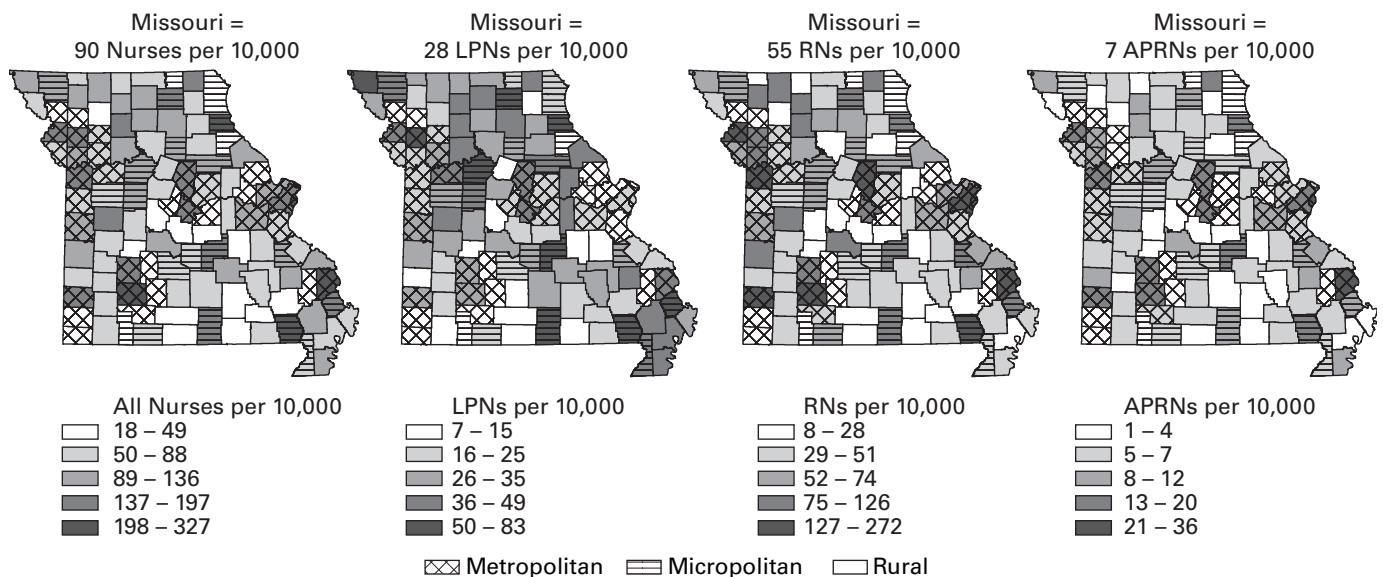 Missouri =
90 Nurses per 10,000
Missouri =
28 LPNs per 10,000
Missouri =
55 RNs per 10,000
Missouri =
7 APRNs per 10,000
All Nurses per 10,000
18 – 49
50 – 88
89 – 136
137 – 197
198 – 327
LPNs per 10,000
7 – 15
16 – 25
26 – 35
36 – 49
50 – 83
RNs per 10,000
8 – 28
29 – 51
52 – 74
75 – 126
127 – 272
APRNs per 10,000
1 – 4
5 – 7
8 – 12
13 – 20
21 – 36
Metropolitan
Micropolitan
Rural